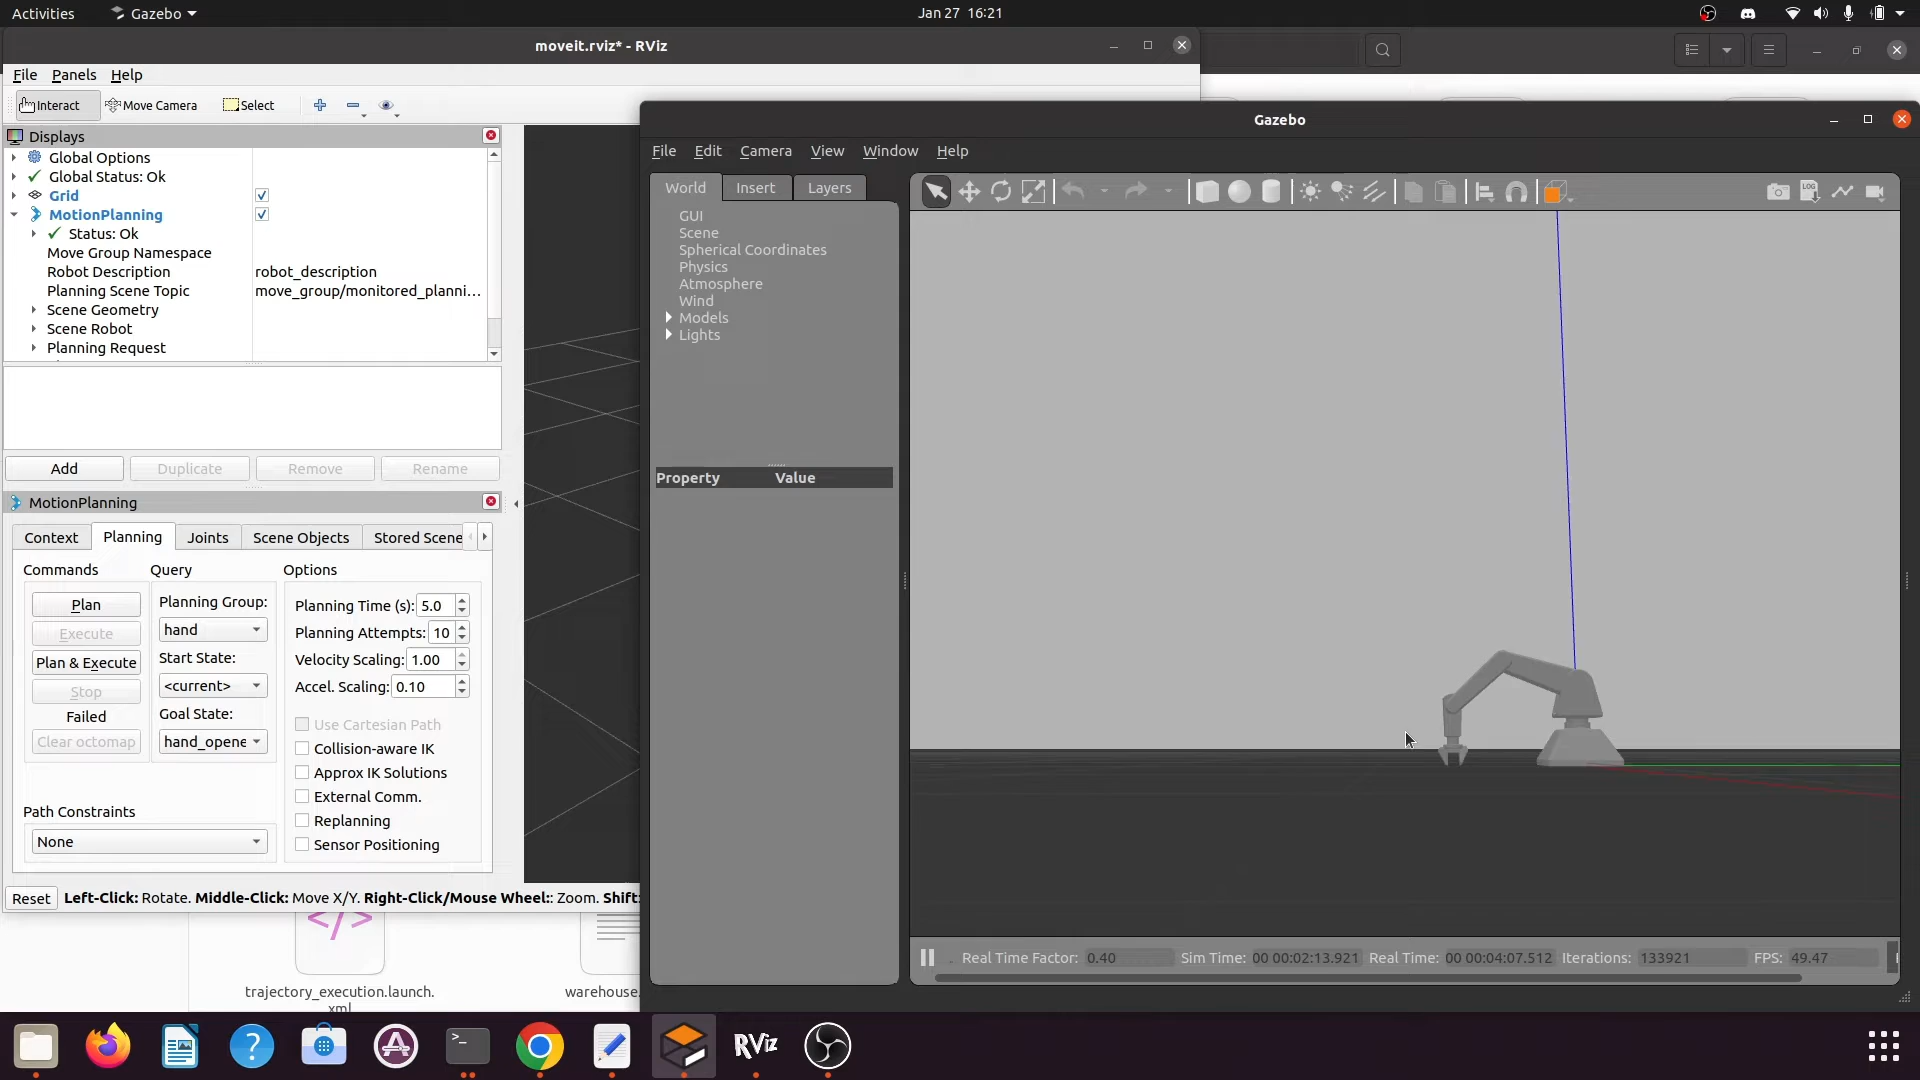 Activities
Gazebo
Jan 27 16:21
moveit.rviz* - RViz
File Panels Help
Interact Move Camera Select
Displays
Global Options
Global Status: Ok
Grid
MotionPlanning
Status: Ok
Move Group Namespace
Robot Description robot_description
Planning Scene Topic move_group/monitored_planni...
Scene Geometry
Scene Robot
Planning Request
Add Duplicate Remove Rename
MotionPlanning
Context Planning Joints Scene Objects Stored Scene
Commands Query Options
Plan
Execute
Plan & Execute
Stop
Failed
Clear octomap
Planning Group:
hand
Start State:
<current>
Goal State:
hand_opene
Planning Time (s): 5.0
Planning Attempts: 10
Velocity Scaling: 1.00
Accel. Scaling: 0.10
Use Cartesian Path
Collision-aware IK
Approx IK Solutions
External Comm.
Replanning
Sensor Positioning
Path Constraints
None
Reset Left-Click: Rotate. Middle-Click: Move X/Y. Right-Click/Mouse Wheel:: Zoom. Shift:
trajectory_execution.launch.
xml
warehouse.
Gazebo
File Edit Camera View Window Help
World Insert Layers
GUI
Scene
Spherical Coordinates
Physics
Atmosphere
Wind
Models
Lights
Property Value
LOG
Real Time Factor: 0.40 Sim Time: 00 00:02:13.921 Real Time: 00 00:04:07.512 Iterations: 133921 FPS: 49.47
RViz